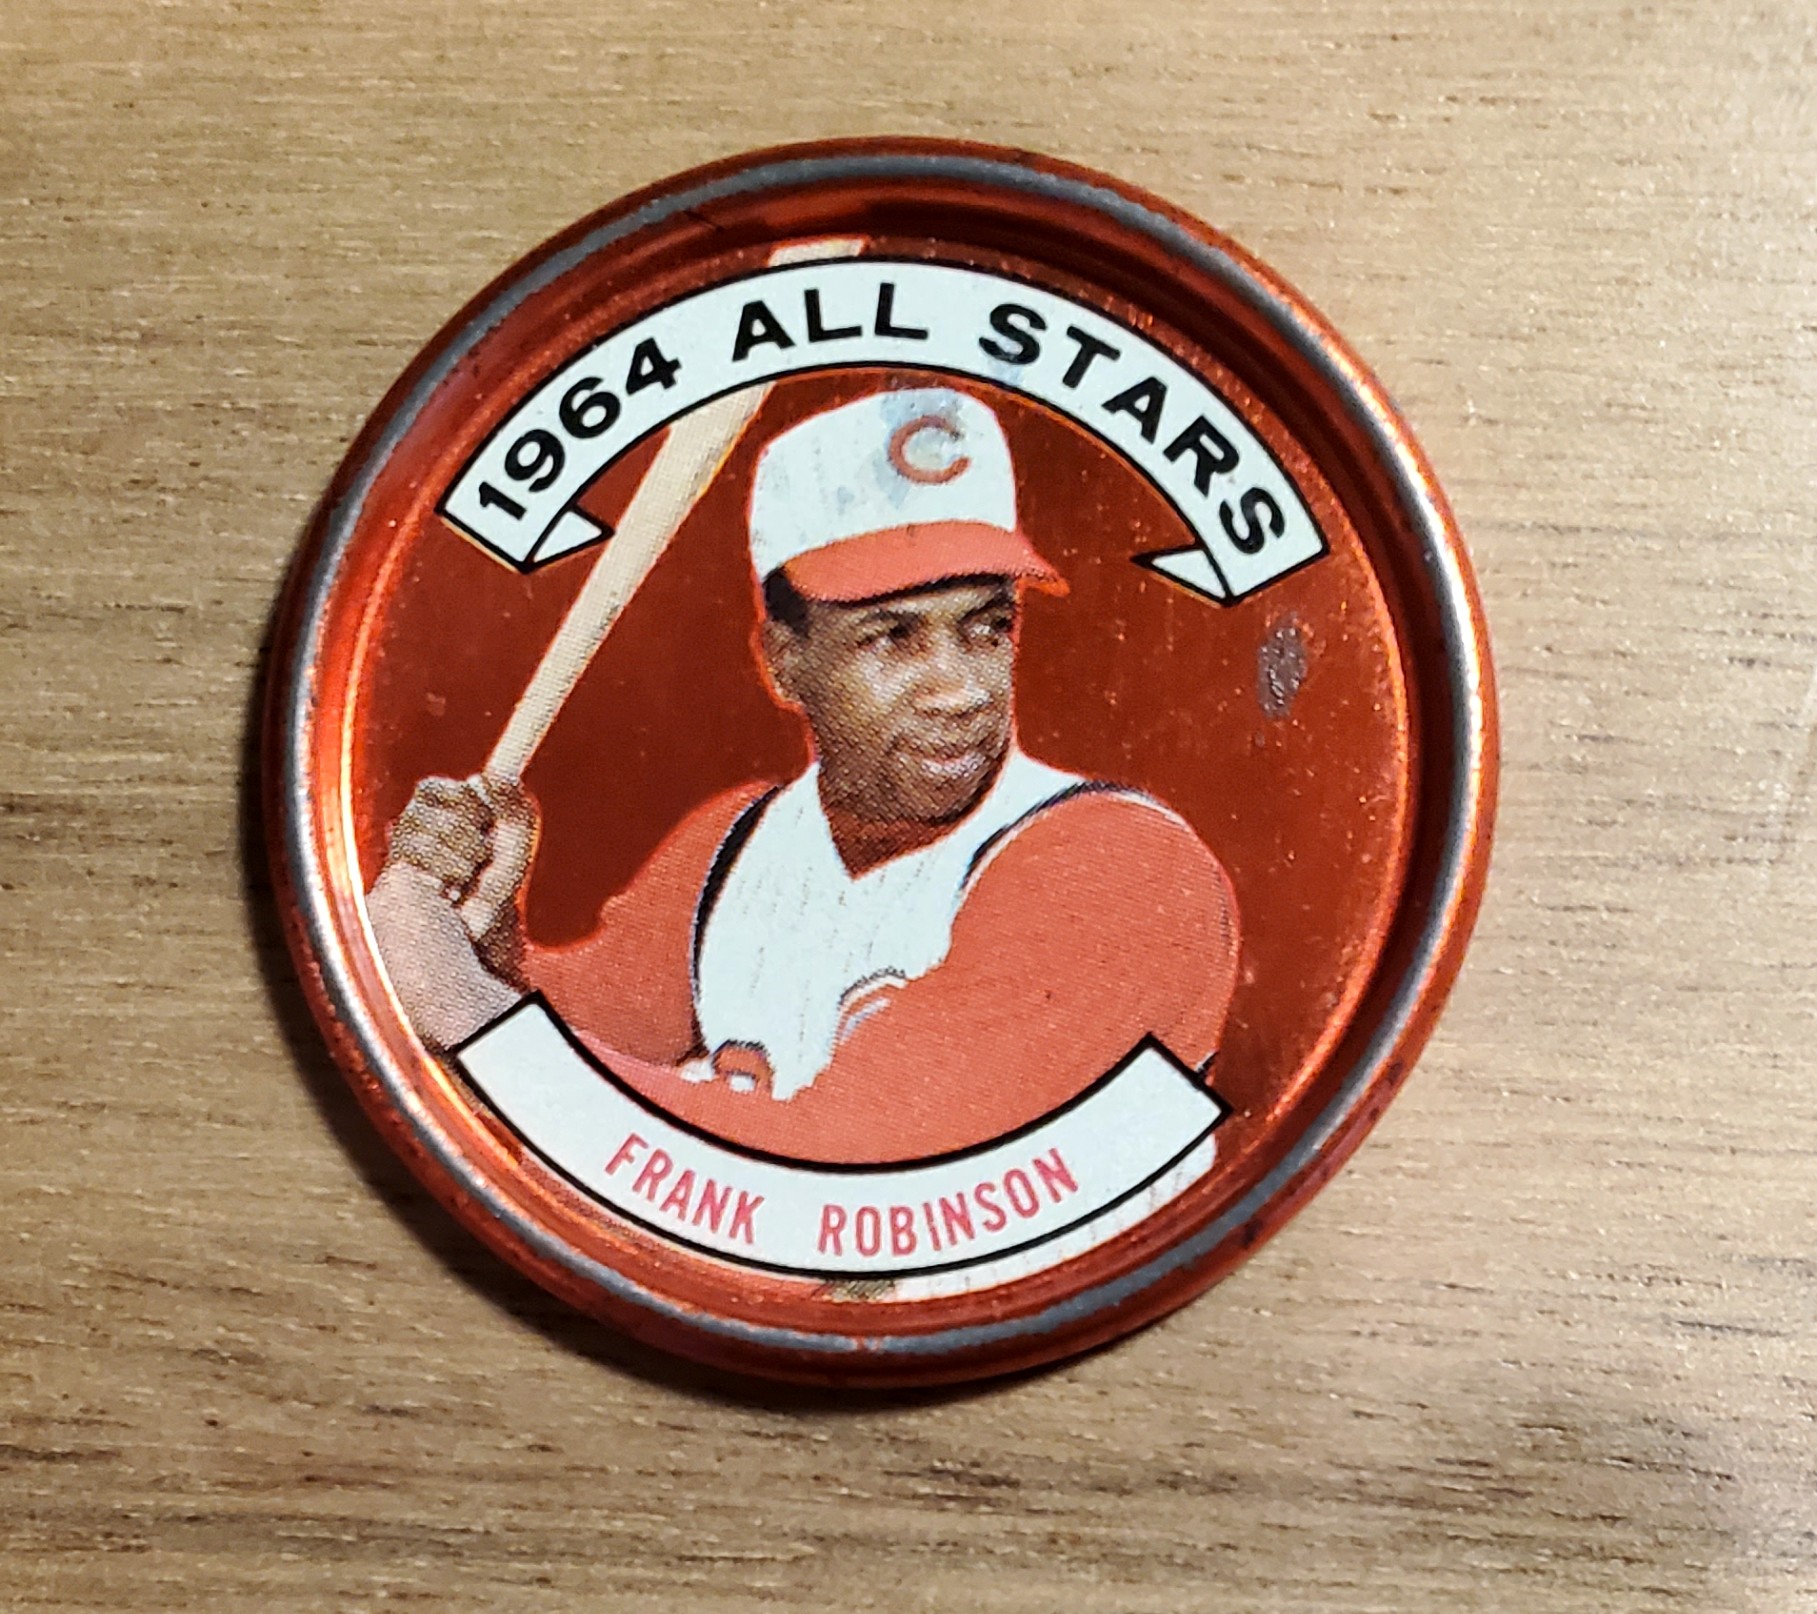 1964 ALL STARS
C
FRANK ROBINSON